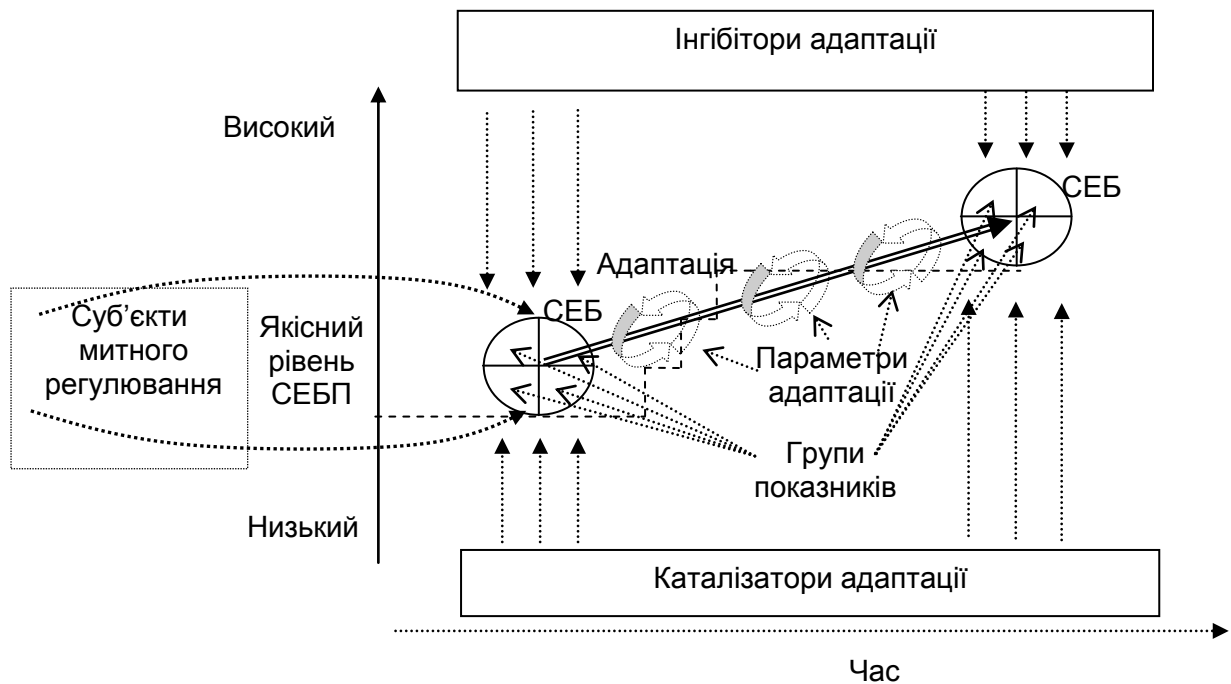 Інгібітори адаптації
Високий
СЕБ
Адаптація
СЕБ
Суб’єкти
митного
регулювання
Якісний
рівень
СЕБП
Параметри
адаптації
Групи
показників
Низький
Каталізатори адаптації
Час